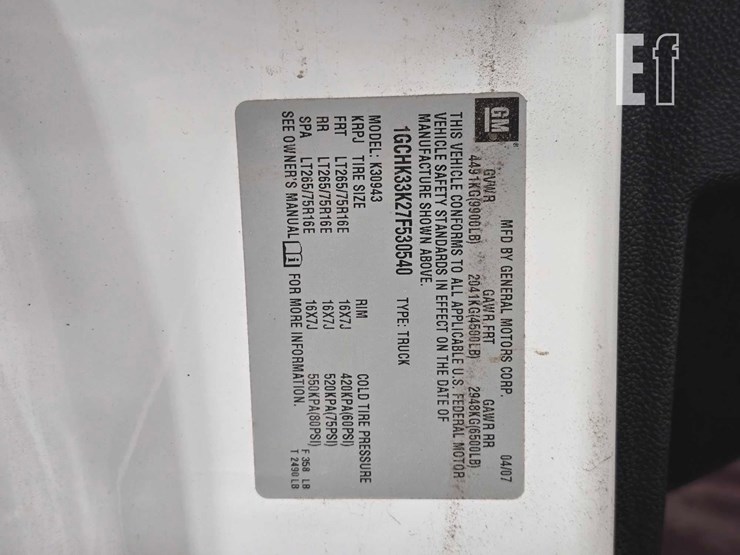 Ef
GM
MFD BY GENERAL MOTORS CORP. 04/07
GVWR GAWR FRT GAWR RR
4491KG(9900LB) 2041KG(4500LB) 2948KG(6500LB)
THIS VEHICLE CONFORMS TO ALL APPLICABLE U.S. FEDERAL MOTOR
VEHICLE SAFETY STANDARDS IN EFFECT ON THE DATE OF
MANUFACTURE SHOWN ABOVE.
1GCHK33K27F530540 TYPE: TRUCK
MODEL: K30943
KRPJ TIRE SIZE RIM COLD TIRE PRESSURE
FRT LT265/75R16E 16X7J 420KPA(60PSI)
RR LT265/75R16E 16X7J 520KPA(75PSI)
SPA LT265/75R16E 16X7J 550KPA(80PSI)
SEE OWNER'S MANUAL i FOR MORE INFORMATION.
F 358 LB
T 2490 LB